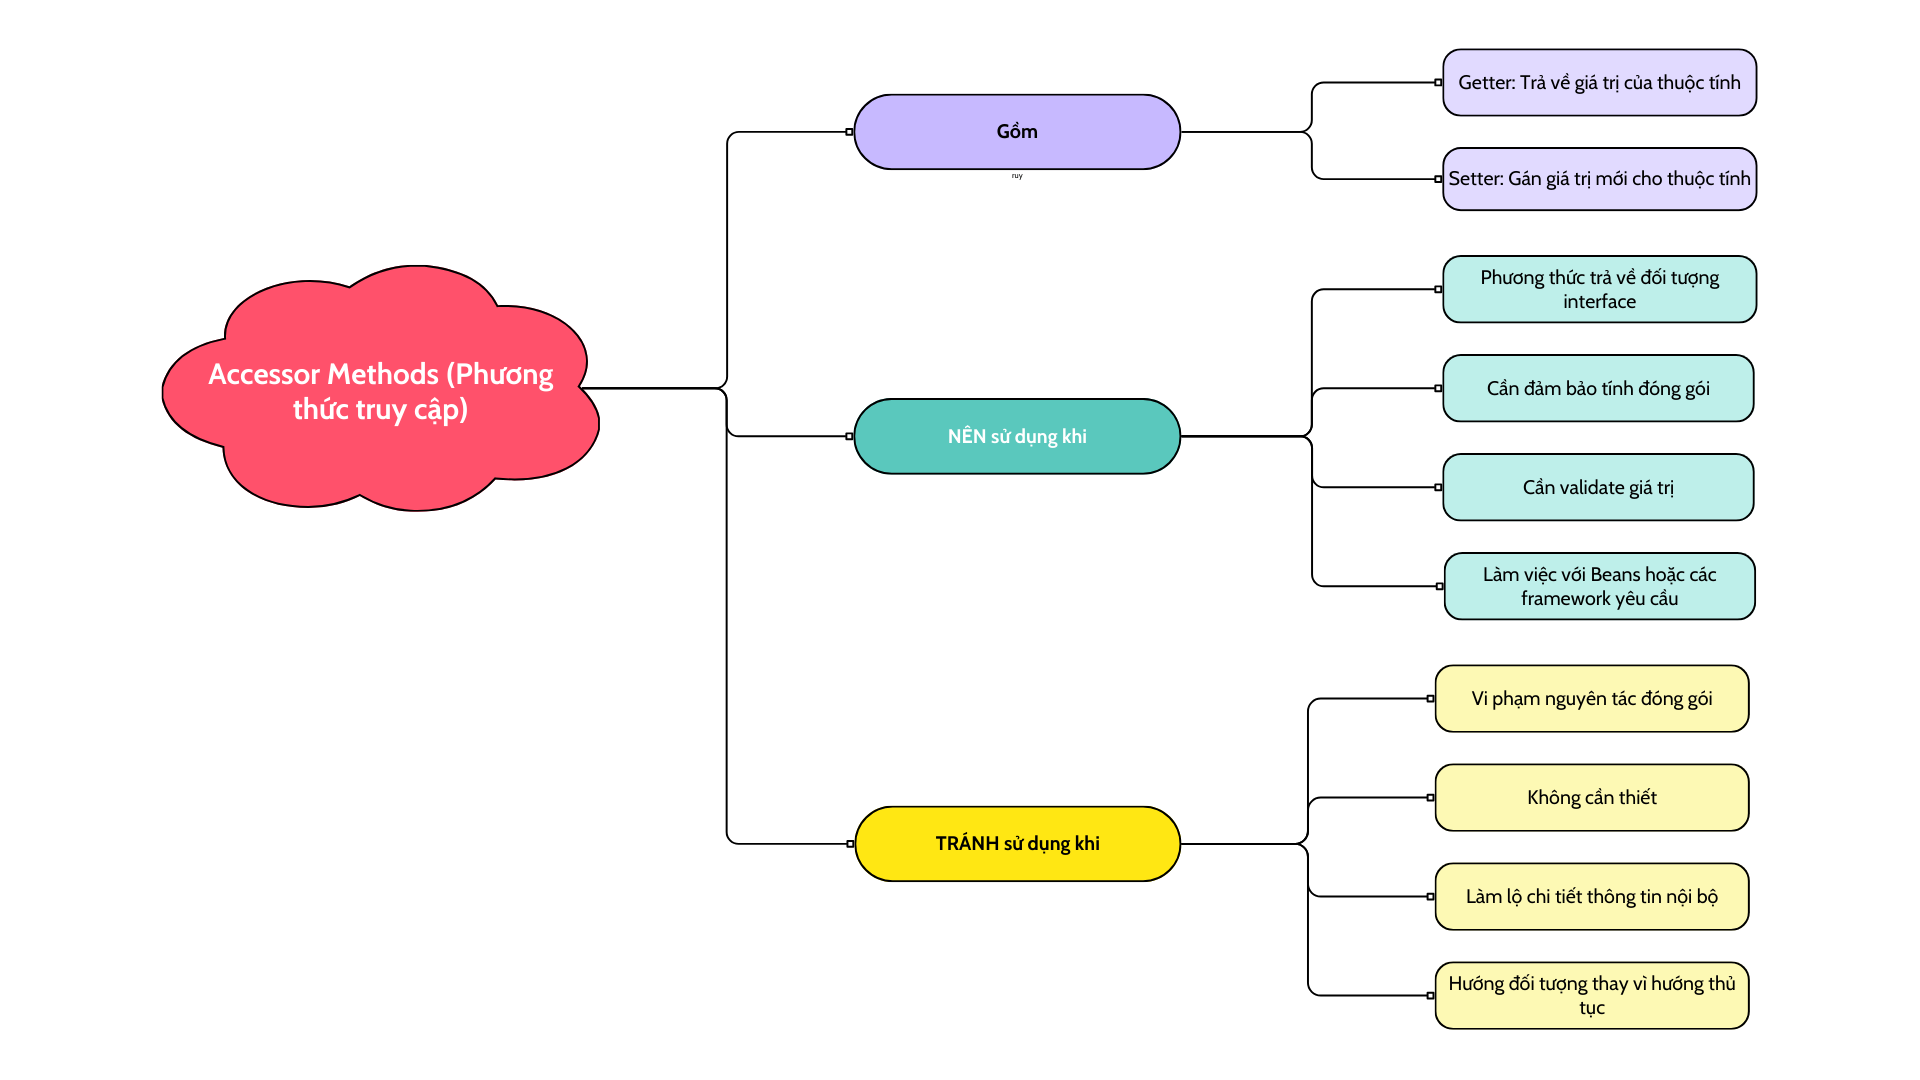 Accessor Methods (Phương
thức truy cập)
Gồm
ruy
Getter: Trả về giá trị của thuộc tính
Setter: Gán giá trị mới cho thuộc tính
NÊN sử dụng khi
Phương thức trả về đối tượng
interface
Cần đảm bảo tính đóng gói
Cần validate giá trị
Làm việc với Beans hoặc các
framework yêu cầu
TRÁNH sử dụng khi
Vi phạm nguyên tác đóng gói
Không cần thiết
Làm lộ chi tiết thông tin nội bộ
Hướng đối tượng thay vì hướng thủ
tục